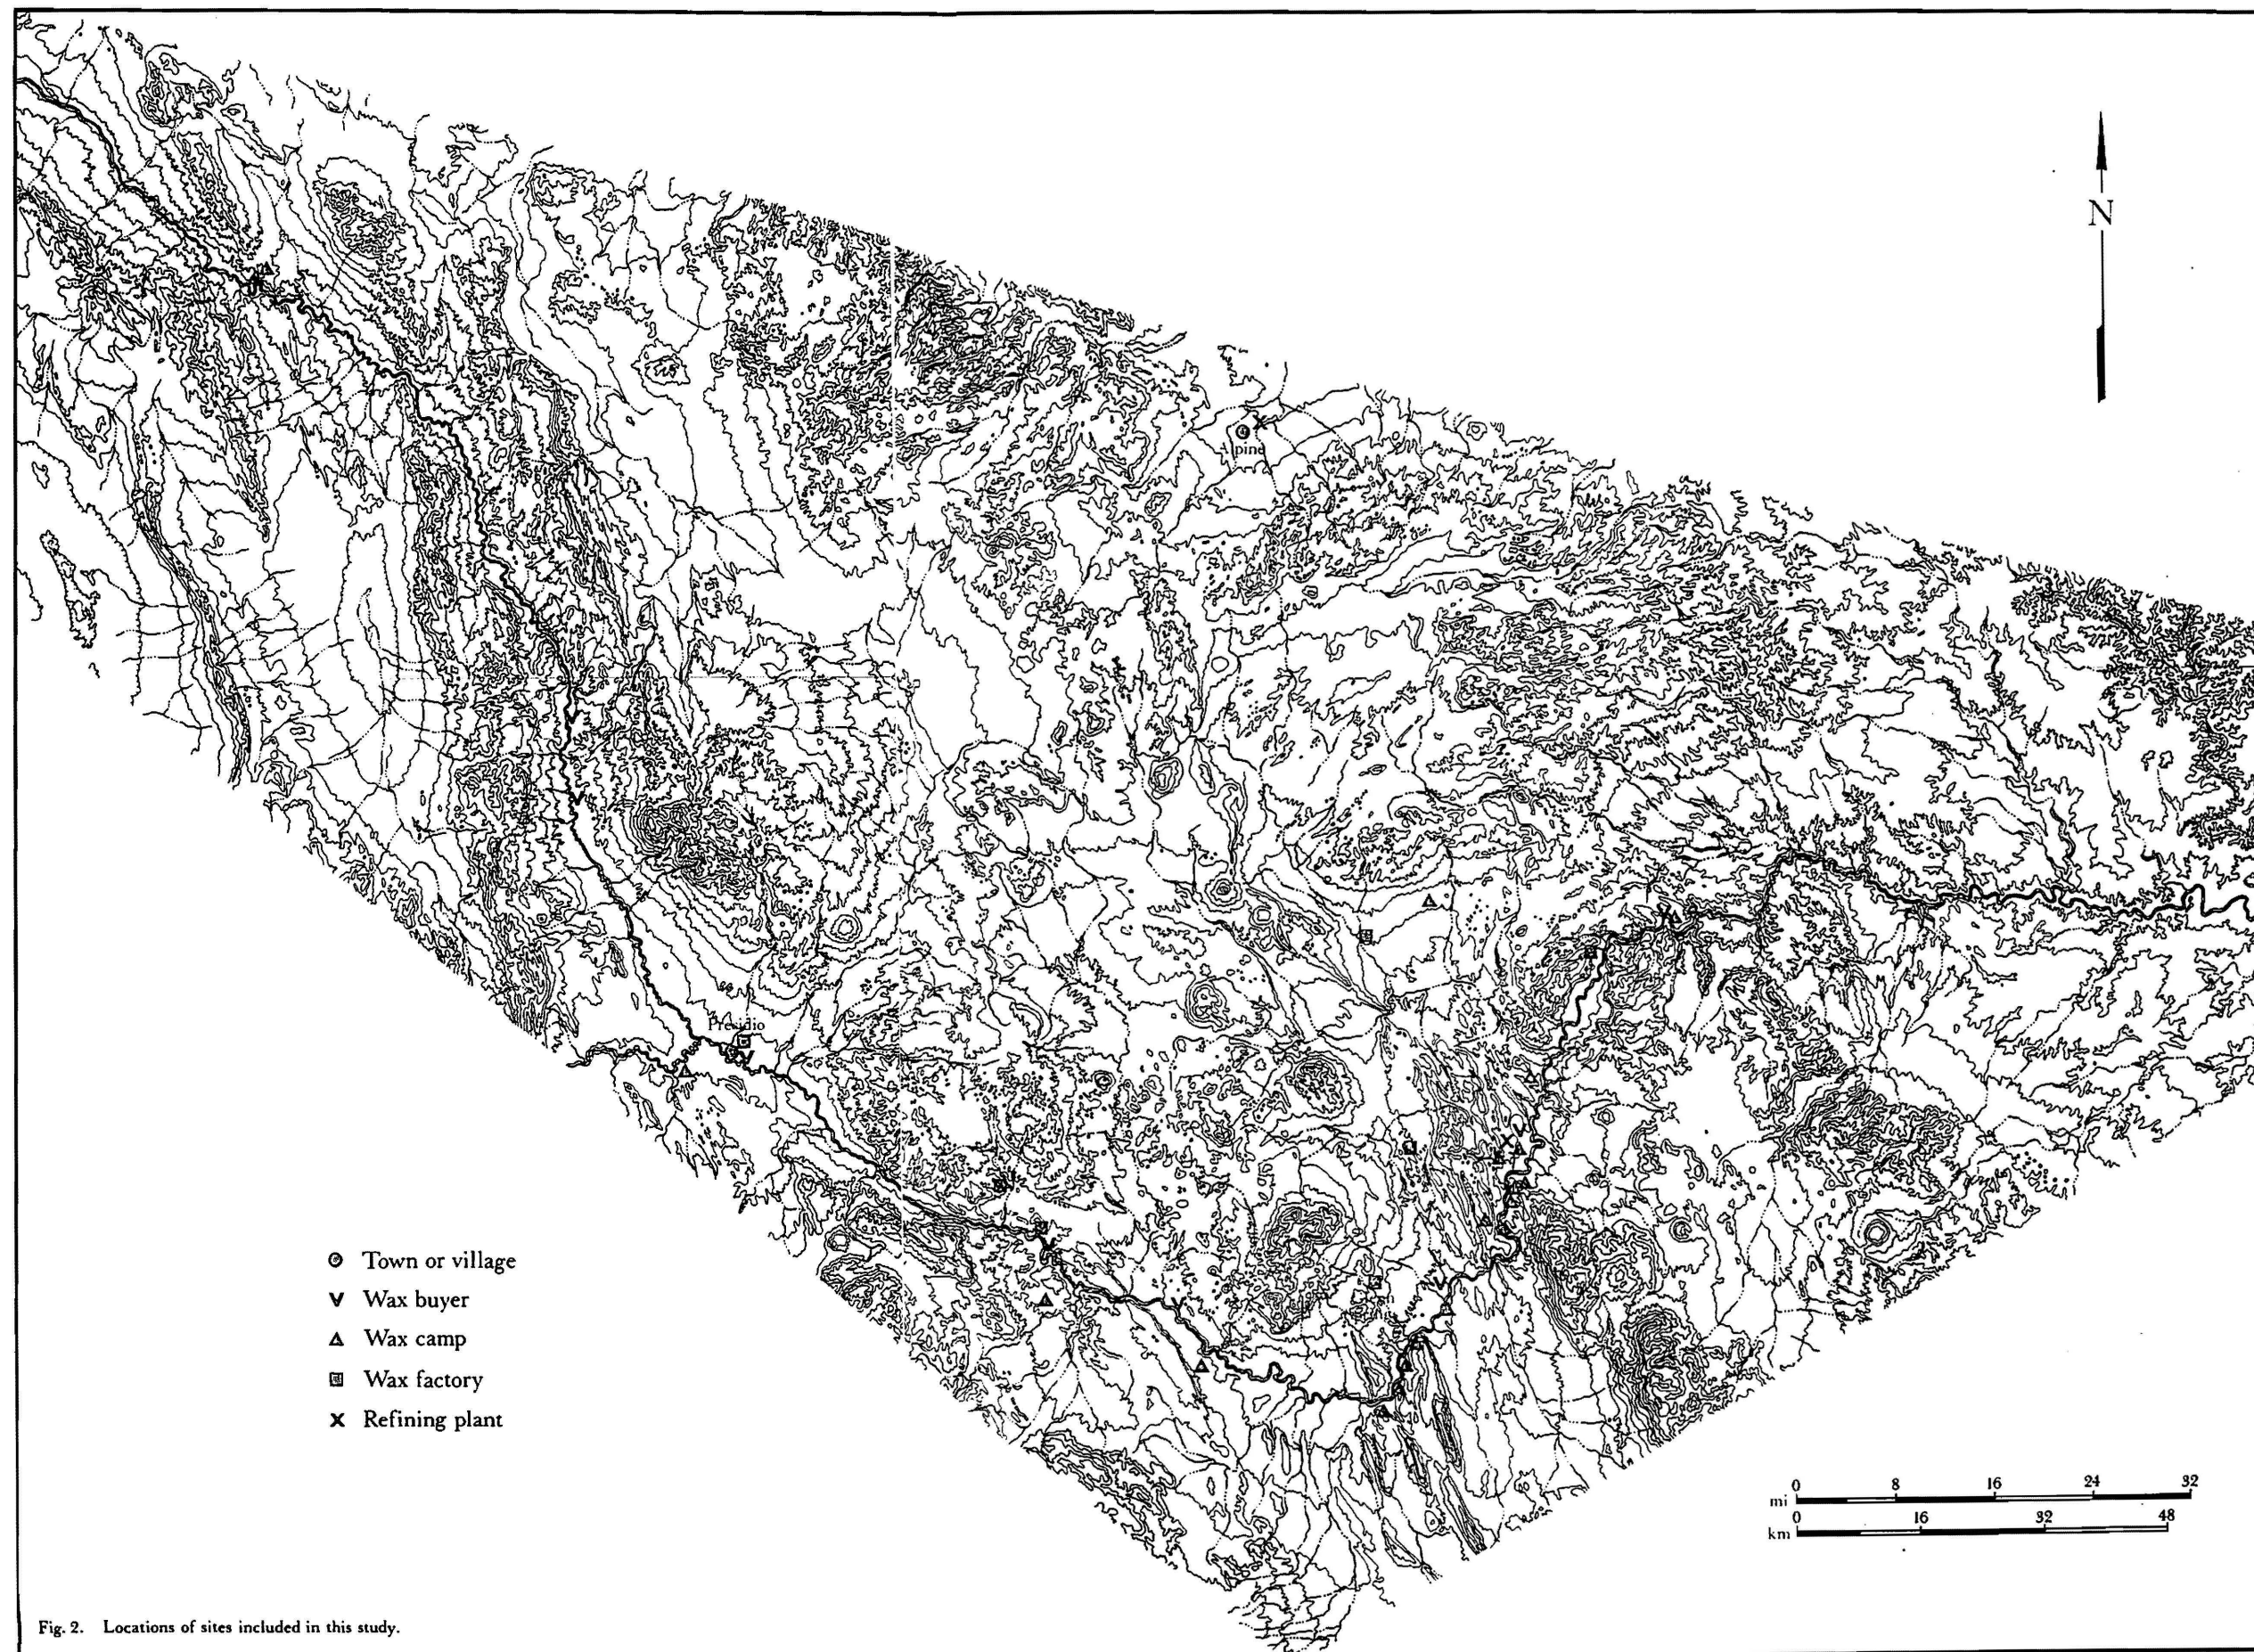 N
Alpine
Presidio
Town or village
Wax buyer
Wax camp
Wax factory
Refining plant
0 8 16 24 32
mi
0 16 32 48
km
Fig. 2. Locations of sites included in this study.